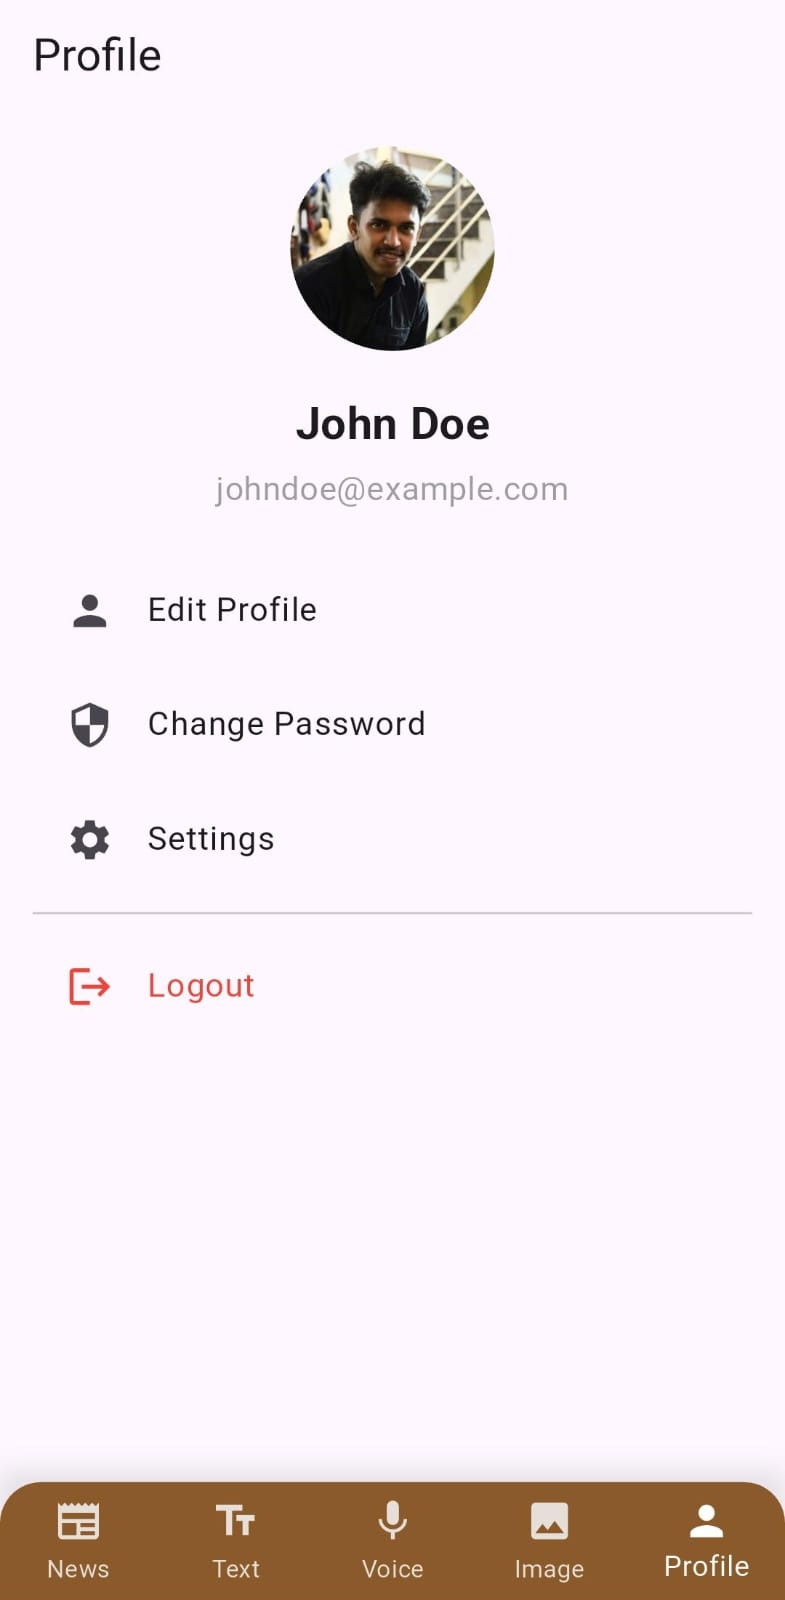 Profile
John Doe
johndoe@example.com
Edit Profile
Change Password
Settings
Logout
News Text Voice Image Profile